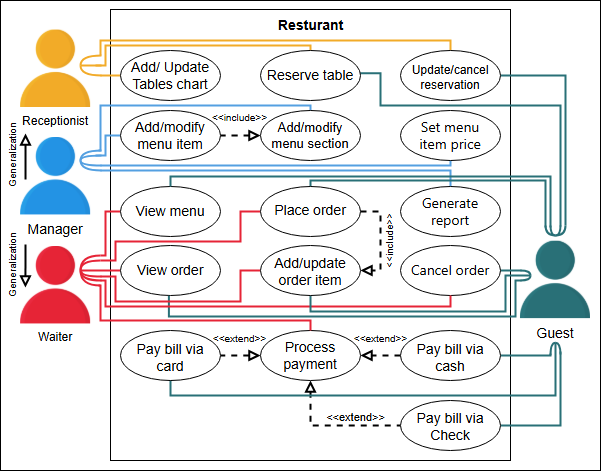 Resturant
Add/ Update
Tables chart
Reserve table
Update/cancel
reservation
Receptionist
Generalization
Add/modify
menu item
<<include>>
Add/modify
menu section
Set menu
item price
Manager
View menu
Place order
Generate
report
<<include>>
Generalization
View order
Add/update
order item
Cancel order
Waiter
Guest
Pay bill via
card
<<extend>>
Process
payment
<<extend>>
Pay bill via
cash
<<extend>>
Pay bill via
Check